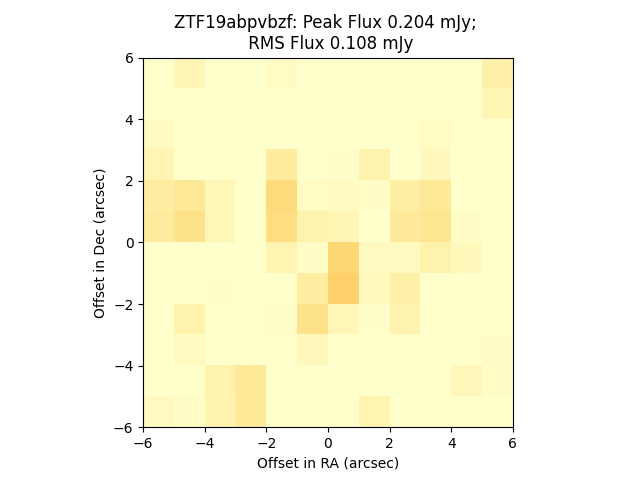 ZTF19abpvbzf: Peak Flux 0.204 mJy;
RMS Flux 0.108 mJy
6
4
2
0
−2
−4
−6
Offset in Dec (arcsec)
−6 −4 −2 0 2 4 6
Offset in RA (arcsec)